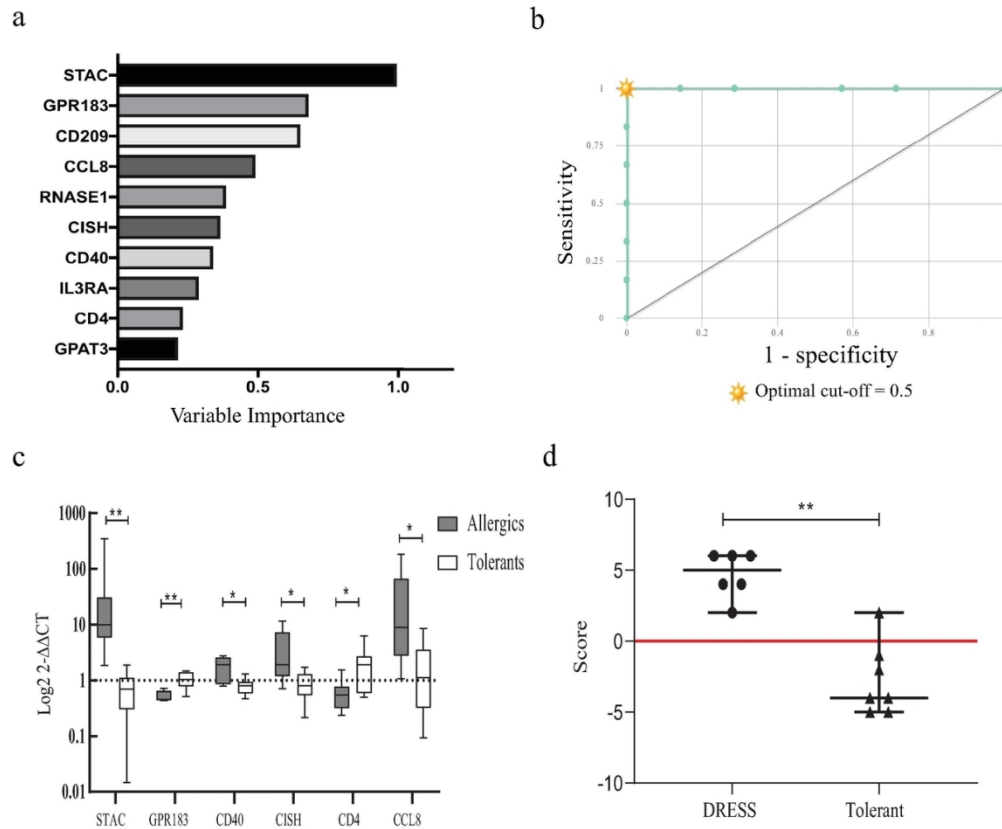 a
STAC
GPR183
CD209
CCL8
RNASE1
CISH
CD40
IL3RA
CD4
GPAT3
0.0 0.5 1.0
Variable Importance
b
Sensitivity
1
0.75
0.5
0.25
0
0 0.2 0.4 0.6 0.8
1 - specificity
Optimal cut-off = 0.5
c
Log2 2-ΔΔCT
1000
100
10
1
0.1
0.01
** ** * * * *
Allergics
Tolerants
STAC GPR183 CD40 CISH CD4 CCL8
d
Score
10
5
0
-5
-10
**
DRESS Tolerant